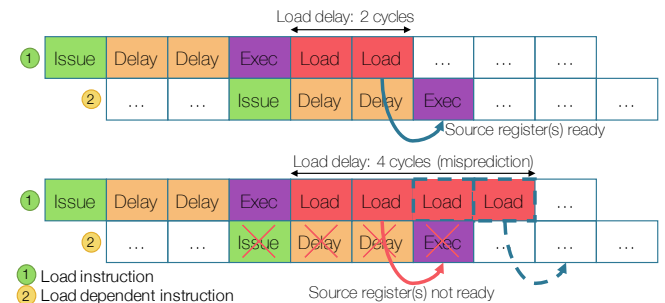 Load delay: 2 cycles
1 Issue Delay Delay Exec Load Load ... ... ...
2 ... ... Issue Delay Delay Exec ... ... ...
Source register(s) ready
Load delay: 4 cycles (misprediction)
1 Issue Delay Delay Exec Load Load Load Load ...
2 ... ... Issue Delay Delay Exec ... ... ...
1 Load instruction
2 Load dependent instruction
Source register(s) not ready